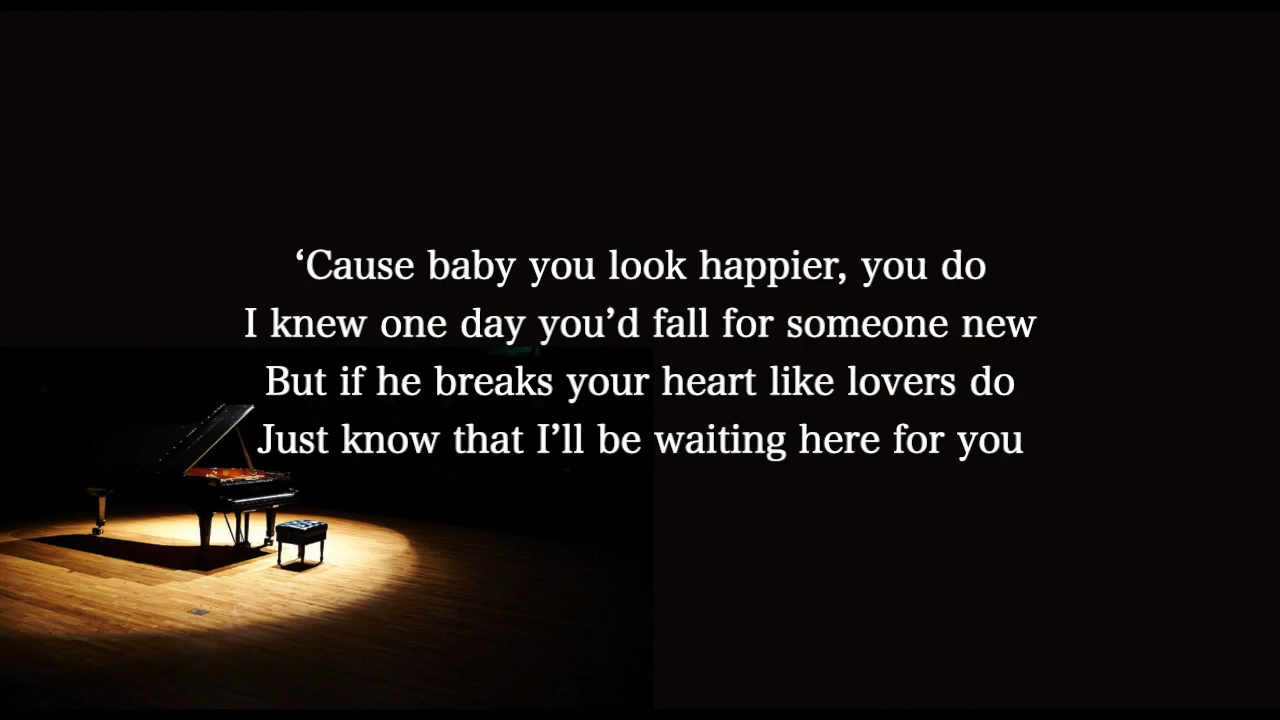 ‘Cause baby you look happier, you do
I knew one day you’d fall for someone new
But if he breaks your heart like lovers do
Just know that I’ll be waiting here for you